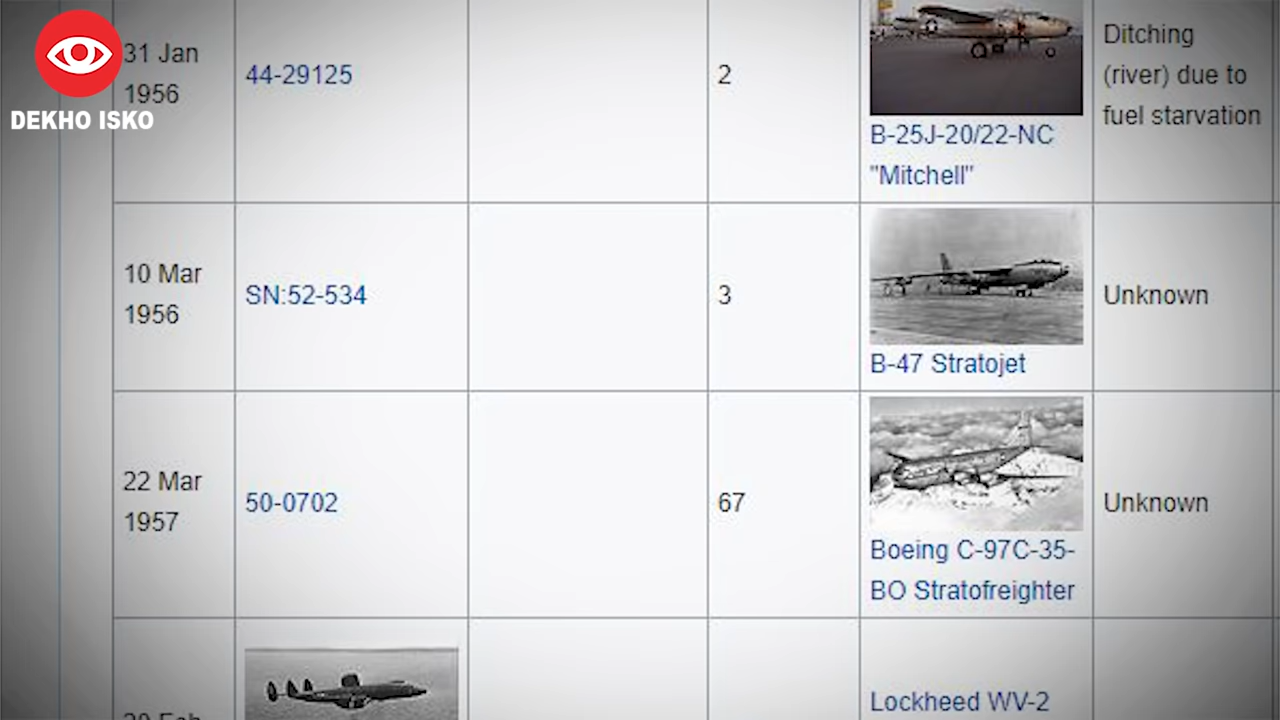 DEKHO ISKO
31 Jan
1956
44-29125
2
B-25J-20/22-NC
"Mitchell"
Ditching
(river) due to
fuel starvation
10 Mar
1956
SN:52-534
3
B-47 Stratojet
Unknown
22 Mar
1957
50-0702
67
Boeing C-97C-35-
BO Stratofreighter
Unknown
Lockheed WV-2